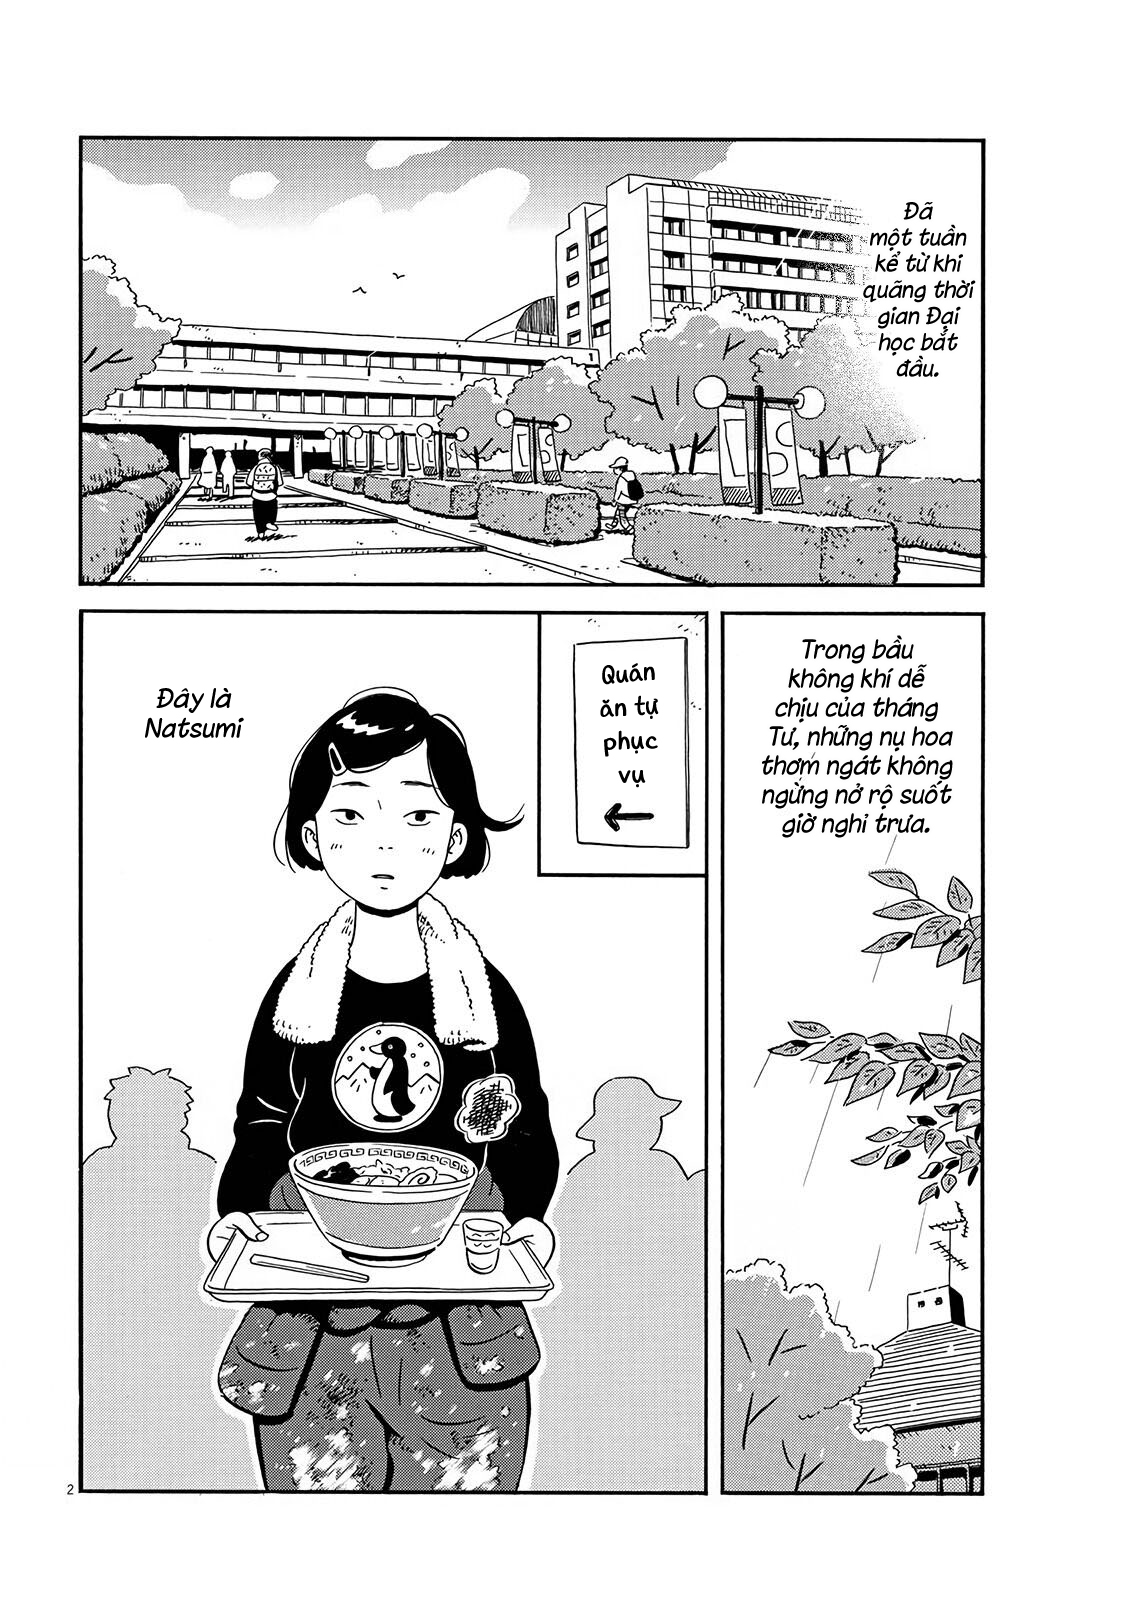 Đã
một tuần
kể từ khi
quãng thời
gian Đại
học bắt
đầu.
Trong bầu
không khí dễ
chịu của tháng
Tư, những nụ hoa
thơm ngát không
ngừng nở rộ suốt
giờ nghỉ trưa.
Quán
ăn tự
phục
vụ
Đây là
Natsumi
2